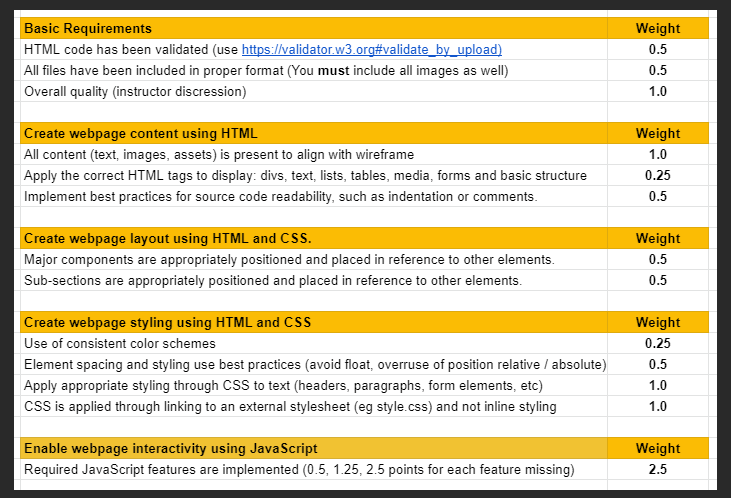 Basic Requirements Weight
HTML code has been validated (use https://validator.w3.org#validate_by_upload) 0.5
All files have been included in proper format (You must include all images as well) 0.5
Overall quality (instructor discression) 1.0
Create webpage content using HTML Weight
All content (text, images, assets) is present to align with wireframe 1.0
Apply the correct HTML tags to display: divs, text, lists, tables, media, forms and basic structure 0.25
Implement best practices for source code readability, such as indentation or comments. 0.5
Create webpage layout using HTML and CSS. Weight
Major components are appropriately positioned and placed in reference to other elements. 0.5
Sub-sections are appropriately positioned and placed in reference to other elements. 0.5
Create webpage styling using HTML and CSS Weight
Use of consistent color schemes 0.25
Element spacing and styling use best practices (avoid float, overruse of position relative / absolute) 0.5
Apply appropriate styling through CSS to text (headers, paragraphs, form elements, etc) 1.0
CSS is applied through linking to an external stylesheet (eg style.css) and not inline styling 1.0
Enable webpage interactivity using JavaScript Weight
Required JavaScript features are implemented (0.5, 1.25, 2.5 points for each feature missing) 2.5